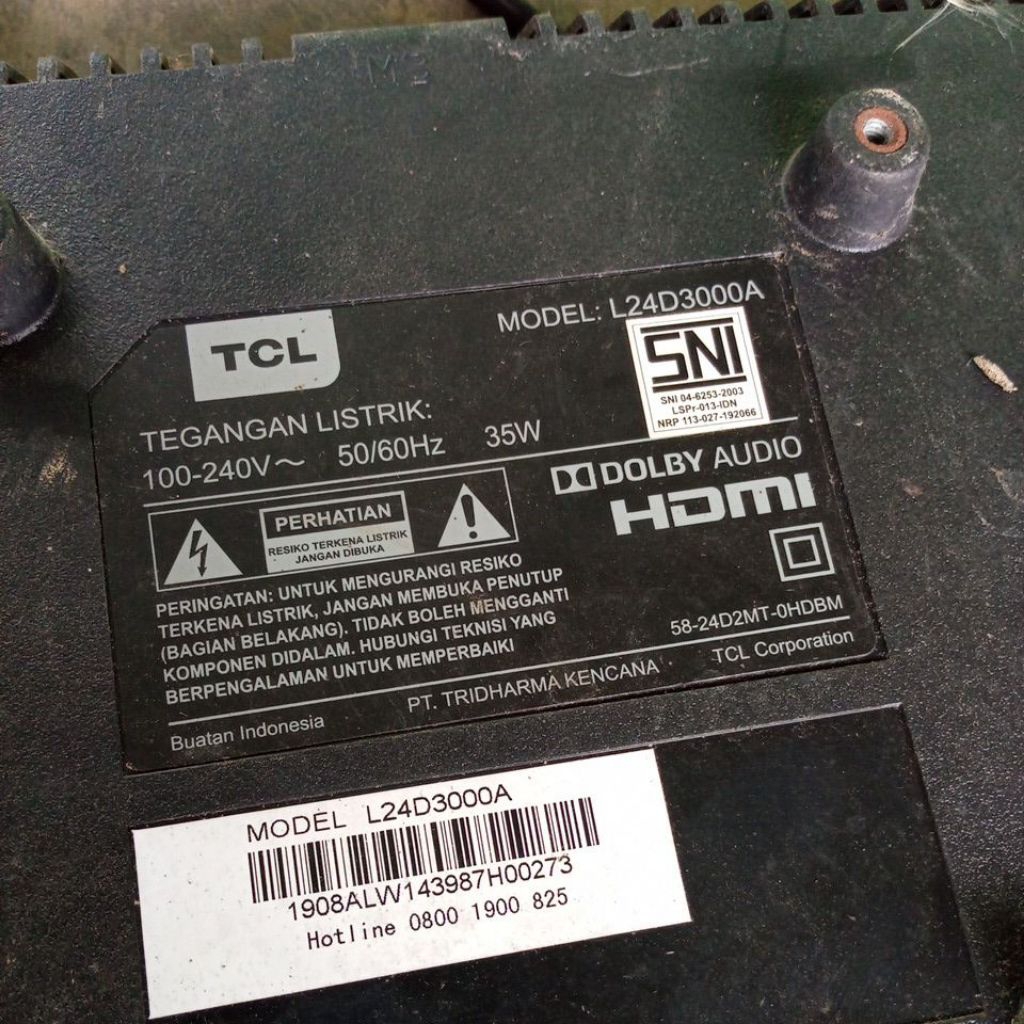 TCL
MODEL: L24D3000A
SNI
SNI 04-6253-2003
LSPr-013-IDN
NRP 113-027-192066
TEGANGAN LISTRIK:
100-240V~ 50/60Hz 35W
DOLBY AUDIO
HDMI
PERHATIAN
RESIKO TERKENA LISTRIK
JANGAN DIBUKA
PERINGATAN: UNTUK MENGURANGI RESIKO
TERKENA LISTRIK, JANGAN MEMBUKA PENUTUP
(BAGIAN BELAKANG). TIDAK BOLEH MENGGANTI
KOMPONEN DIDALAM. HUBUNGI TEKNISI YANG
BERPENGALAMAN UNTUK MEMPERBAIKI
58-24D2MT-0HDBM
Buatan Indonesia PT. TRIDHARMA KENCANA TCL Corporation
MODEL L24D3000A
1908ALW143987H00273
Hotline 0800 1900 825